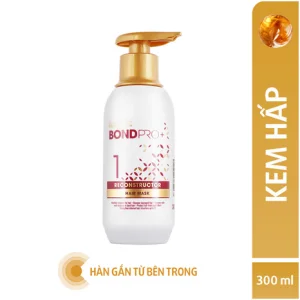 BONDPRO+
1
RECONSTRUCTOR
HAIR MASK
HÀN GẮN TỪ BÊN TRONG
KEM HẤP
300 ml